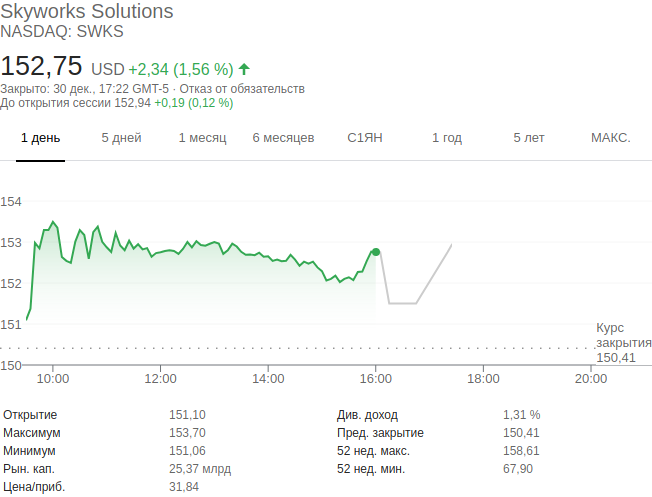 Skyworks Solutions
NASDAQ: SWKS
152,75 USD +2,34 (1,56 %)
Закрыто: 30 дек., 17:22 GMT-5 · Отказ от обязательств
До открытия сессии 152,94 +0,19 (0,12 %)
1 день 5 дней 1 месяц 6 месяцев С1ЯН 1 год 5 лет МАКС.
154
153
152
151
150
Курс
закрытия
150,41
10:00 12:00 14:00 16:00 18:00 20:00
Открытие 151,10 Див. доход 1,31 %
Максимум 153,70 Пред. закрытие 150,41
Минимум 151,06 52 нед. макс. 158,61
Рын. кап. 25,37 млрд 52 нед. мин. 67,90
Цена/приб. 31,84